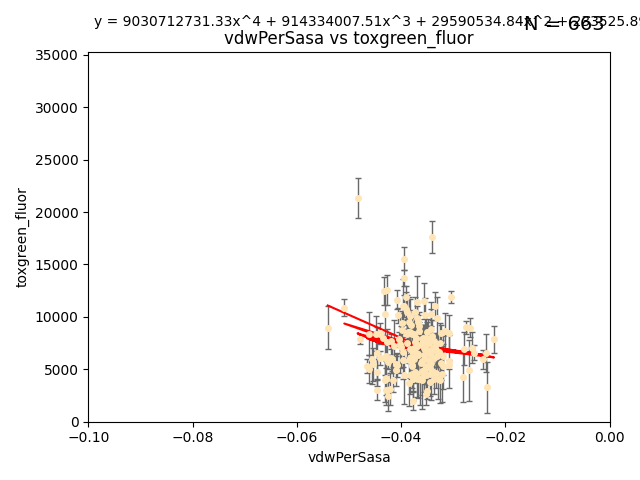 y = 9030712731.33x^4 + 914334007.51x^3 + 29590534.84x^2 +
N = 663
vdwPerSasa vs toxgreen_fluor
35000
30000
25000
20000
15000
10000
5000
0
toxgreen_fluor
−0.10
−0.08
−0.06
−0.04
−0.02
0.00
vdwPerSasa